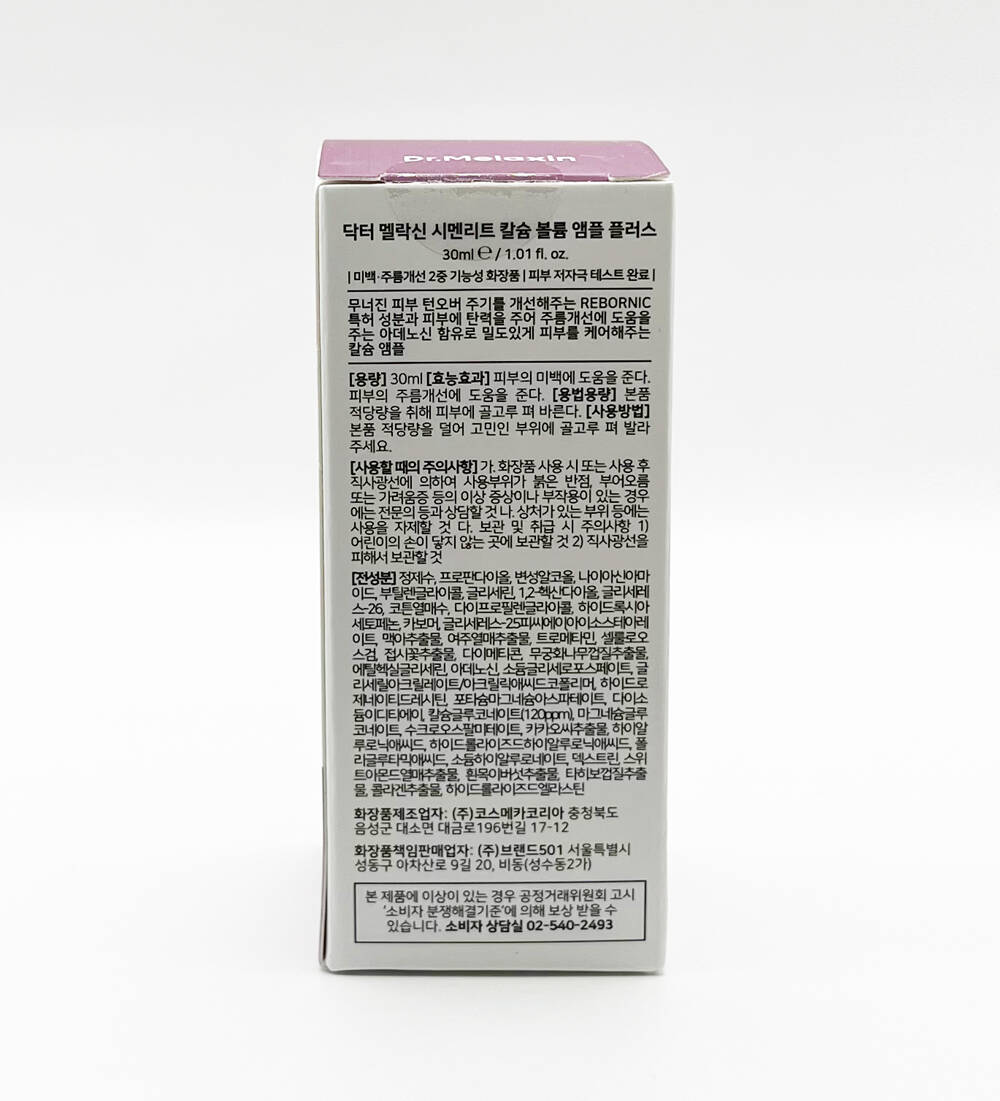 Dr.Melaxin
닥터 멜락신 시멘리트 칼슘 볼륨 앰플 플러스
30ml ℮ / 1.01 fl. oz.
| 미백·주름개선 2중 기능성 화장품 | 피부 저자극 테스트 완료 |
무너진 피부 턴오버 주기를 개선해주는 REBORNIC
특허 성분과 피부에 탄력을 주어 주름개선에 도움을
주는 아데노신 함유로 밀도있게 피부를 케어해주는
칼슘 앰플
[용량] 30ml [효능효과] 피부의 미백에 도움을 준다.
피부의 주름개선에 도움을 준다. [용법용량] 본품
적당량을 취해 피부에 골고루 펴 바른다. [사용방법]
본품 적당량을 덜어 고민인 부위에 골고루 펴 발라
주세요.
[사용할 때의 주의사항] 가. 화장품 사용 시 또는 사용 후
직사광선에 의하여 사용부위가 붉은 반점, 부어오름
또는 가려움증 등의 이상 증상이나 부작용이 있는 경우
에는 전문의 등과 상담할 것 나. 상처가 있는 부위 등에는
사용을 자제할 것 다. 보관 및 취급 시 주의사항 1)
어린이의 손이 닿지 않는 곳에 보관할 것 2) 직사광선을
피해서 보관할 것
[전성분] 정제수, 프로판다이올, 변성알코올, 나이아신아마
이드, 부틸렌글라이콜, 글리세린, 1,2-헥산다이올, 글리세레
스-26, 코튼열매수, 다이프로필렌글라이콜, 하이드록시아
세토페논, 카보머, 글리세레스-25피씨에이아이소스테아레
이트, 맥아추출물, 여주열매추출물, 트로메타민, 셀룰로오
스검, 접시꽃추출물, 다이메티콘, 무궁화나무껍질추출물,
에틸헥실글리세린, 아데노신, 소듐글리세로포스페이트, 글
리세릴아크릴레이트/아크릴릭애씨드코폴리머, 하이드로
제네이티드레시틴, 포타슘마그네슘아스파테이트, 다이소
듐이디티에이, 칼슘글루코네이트(120ppm), 마그네슘글루
코네이트, 수크로오스팔미테이트, 카카오씨추출물, 하이알
루로닉애씨드, 하이드롤라이즈드하이알루로닉애씨드, 폴
리글루타믹애씨드, 소듐하이알루로네이트, 덱스트린, 스위
트아몬드열매추출물, 흰목이버섯추출물, 타히보껍질추출
물, 콜라겐추출물, 하이드롤라이즈드엘라스틴
화장품제조업자: (주)코스메카코리아 충청북도
음성군 대소면 대금로196번길 17-12
화장품책임판매업자: (주)브랜드501 서울특별시
성동구 아차산로 9길 20, 비동(성수동2가)
본 제품에 이상이 있는 경우 공정거래위원회 고시
'소비자 분쟁해결기준'에 의해 보상 받을 수
있습니다. 소비자 상담실 02-540-2493